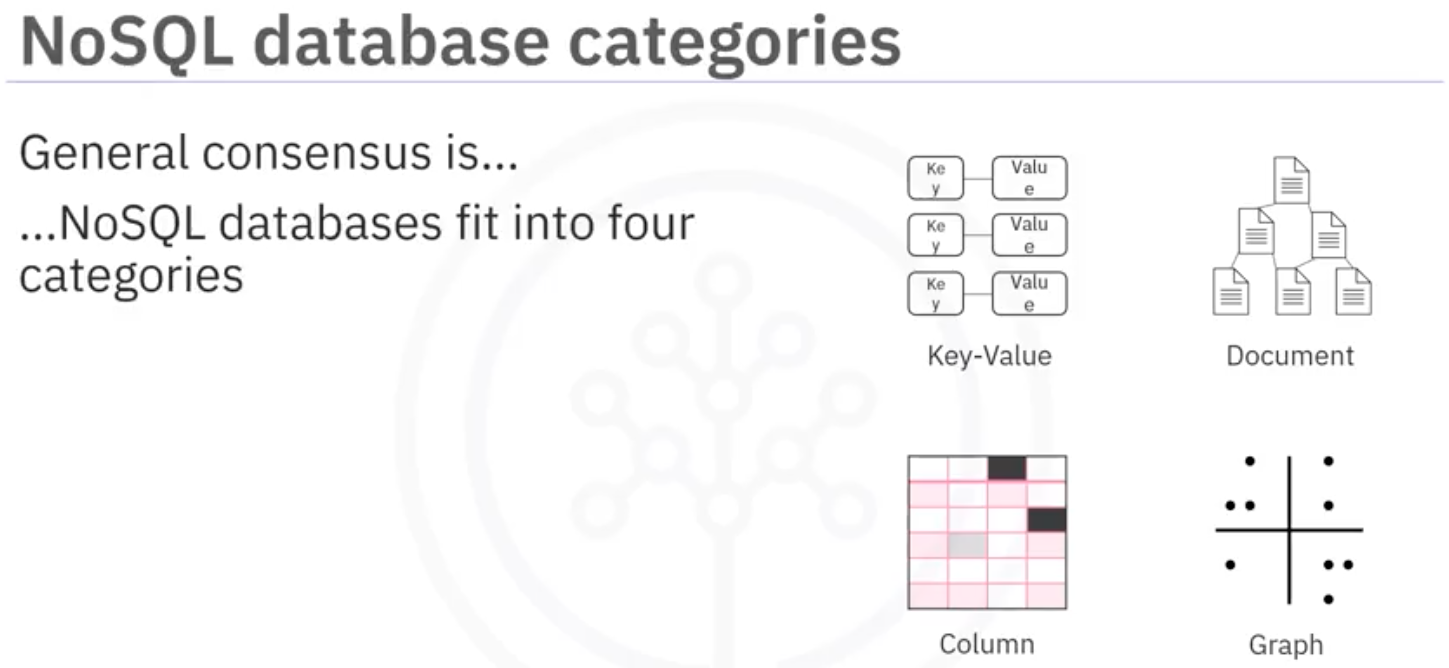 NoSQL database categories
General consensus is...
...NoSQL databases fit into four
categories
Ke
y
Valu
e
Ke
y
Valu
e
Ke
y
Valu
e
Key-Value
Document
Column
Graph